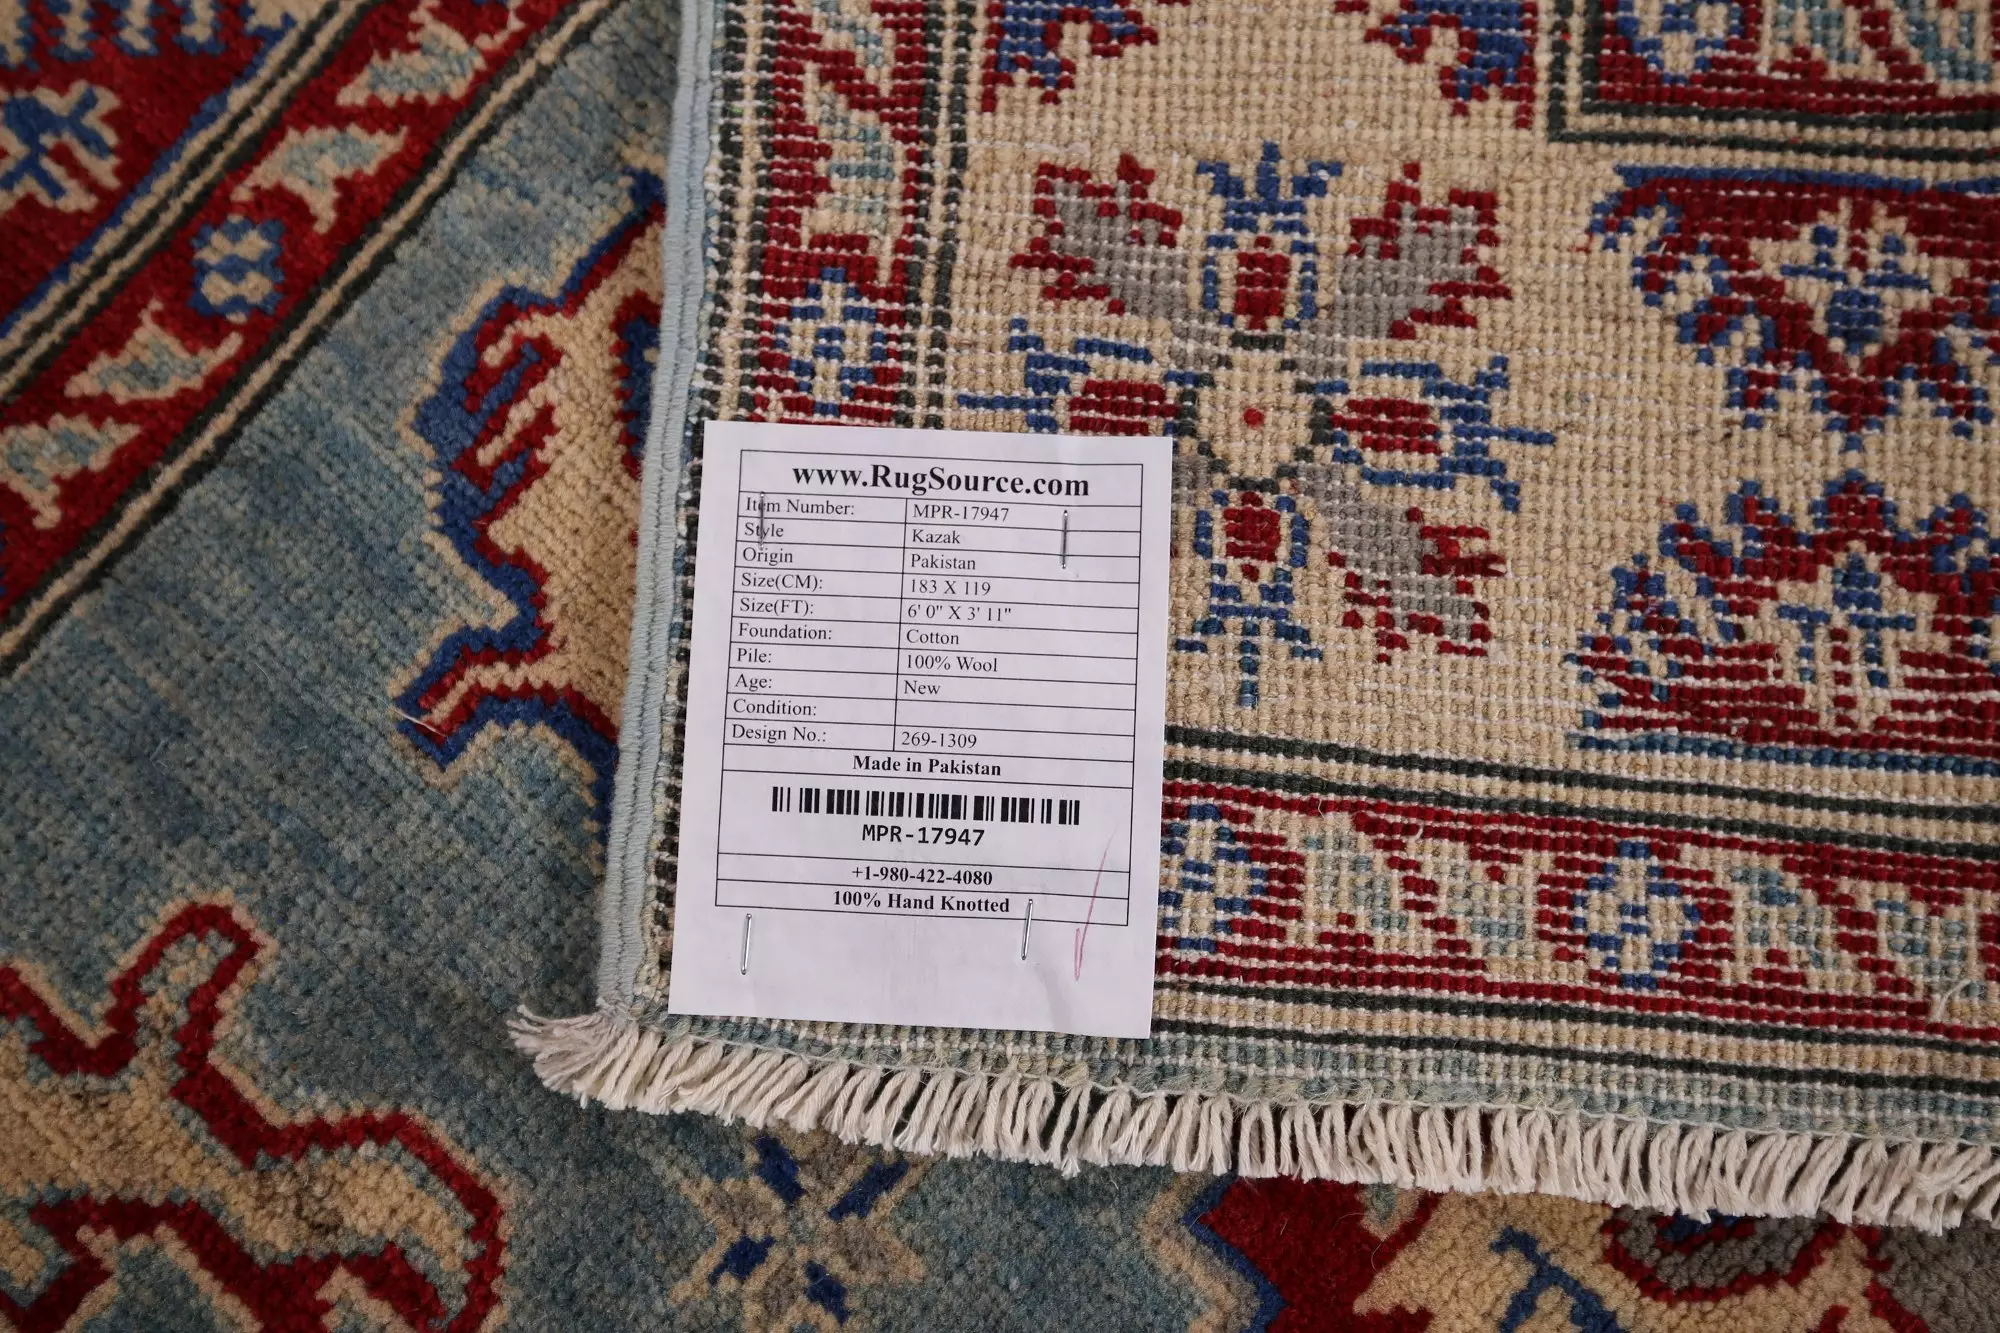 www.RugSource.com
Item Number: MPR-17947
Style Kazak
Origin Pakistan
Size(CM): 183 X 119
Size(FT): 6' 0" X 3' 11"
Foundation: Cotton
Pile: 100% Wool
Age: New
Condition:
Design No.: 269-1309
Made in Pakistan
MPR-17947
+1-980-422-4080
100% Hand Knotted